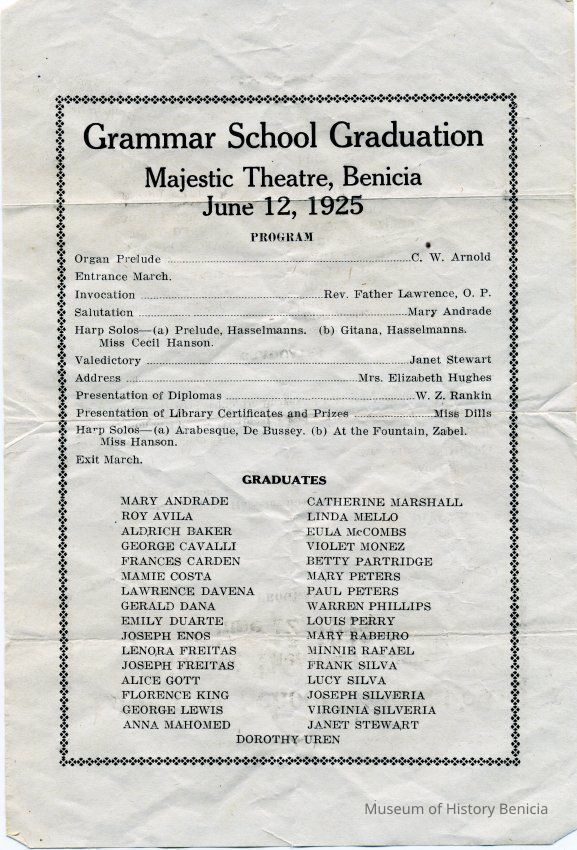 Grammar School Graduation
Majestic Theatre, Benicia
June 12, 1925
PROGRAM
Organ Prelude ........ C. W. Arnold
Entrance March.
Invocation ........ Rev. Father Lawrence, O. P.
Salutation ........ Mary Andrade
Harp Solos—(a) Prelude, Hasselmanns. (b) Gitana, Hasselmanns.
Miss Cecil Hanson.
Valedictory ........ Janet Stewart
Address ........ Mrs. Elizabeth Hughes
Presentation of Diplomas ........ W. Z. Rankin
Presentation of Library Certificates and Prizes ........ Miss Dills
Harp Solos—(a) Arabesque, De Bussey. (b) At the Fountain, Zabel.
Miss Hanson.
Exit March.
GRADUATES
MARY ANDRADE
ROY AVILA
ALDRICH BAKER
GEORGE CAVALLI
FRANCES CARDEN
MAMIE COSTA
LAWRENCE DAVENA
GERALD DANA
EMILY DUARTE
JOSEPH ENOS
LENORA FREITAS
JOSEPH FREITAS
ALICE GOTT
FLORENCE KING
GEORGE LEWIS
ANNA MAHOMED
CATHERINE MARSHALL
LINDA MELLO
EULA McCOMBS
VIOLET MONEZ
BETTY PARTRIDGE
MARY PETERS
PAUL PETERS
WARREN PHILLIPS
LOUIS PERRY
MARY RABEIRO
MINNIE RAFAEL
FRANK SILVA
LUCY SILVA
JOSEPH SILVERIA
VIRGINIA SILVERIA
JANET STEWART
DOROTHY UREN
Museum of History Benicia